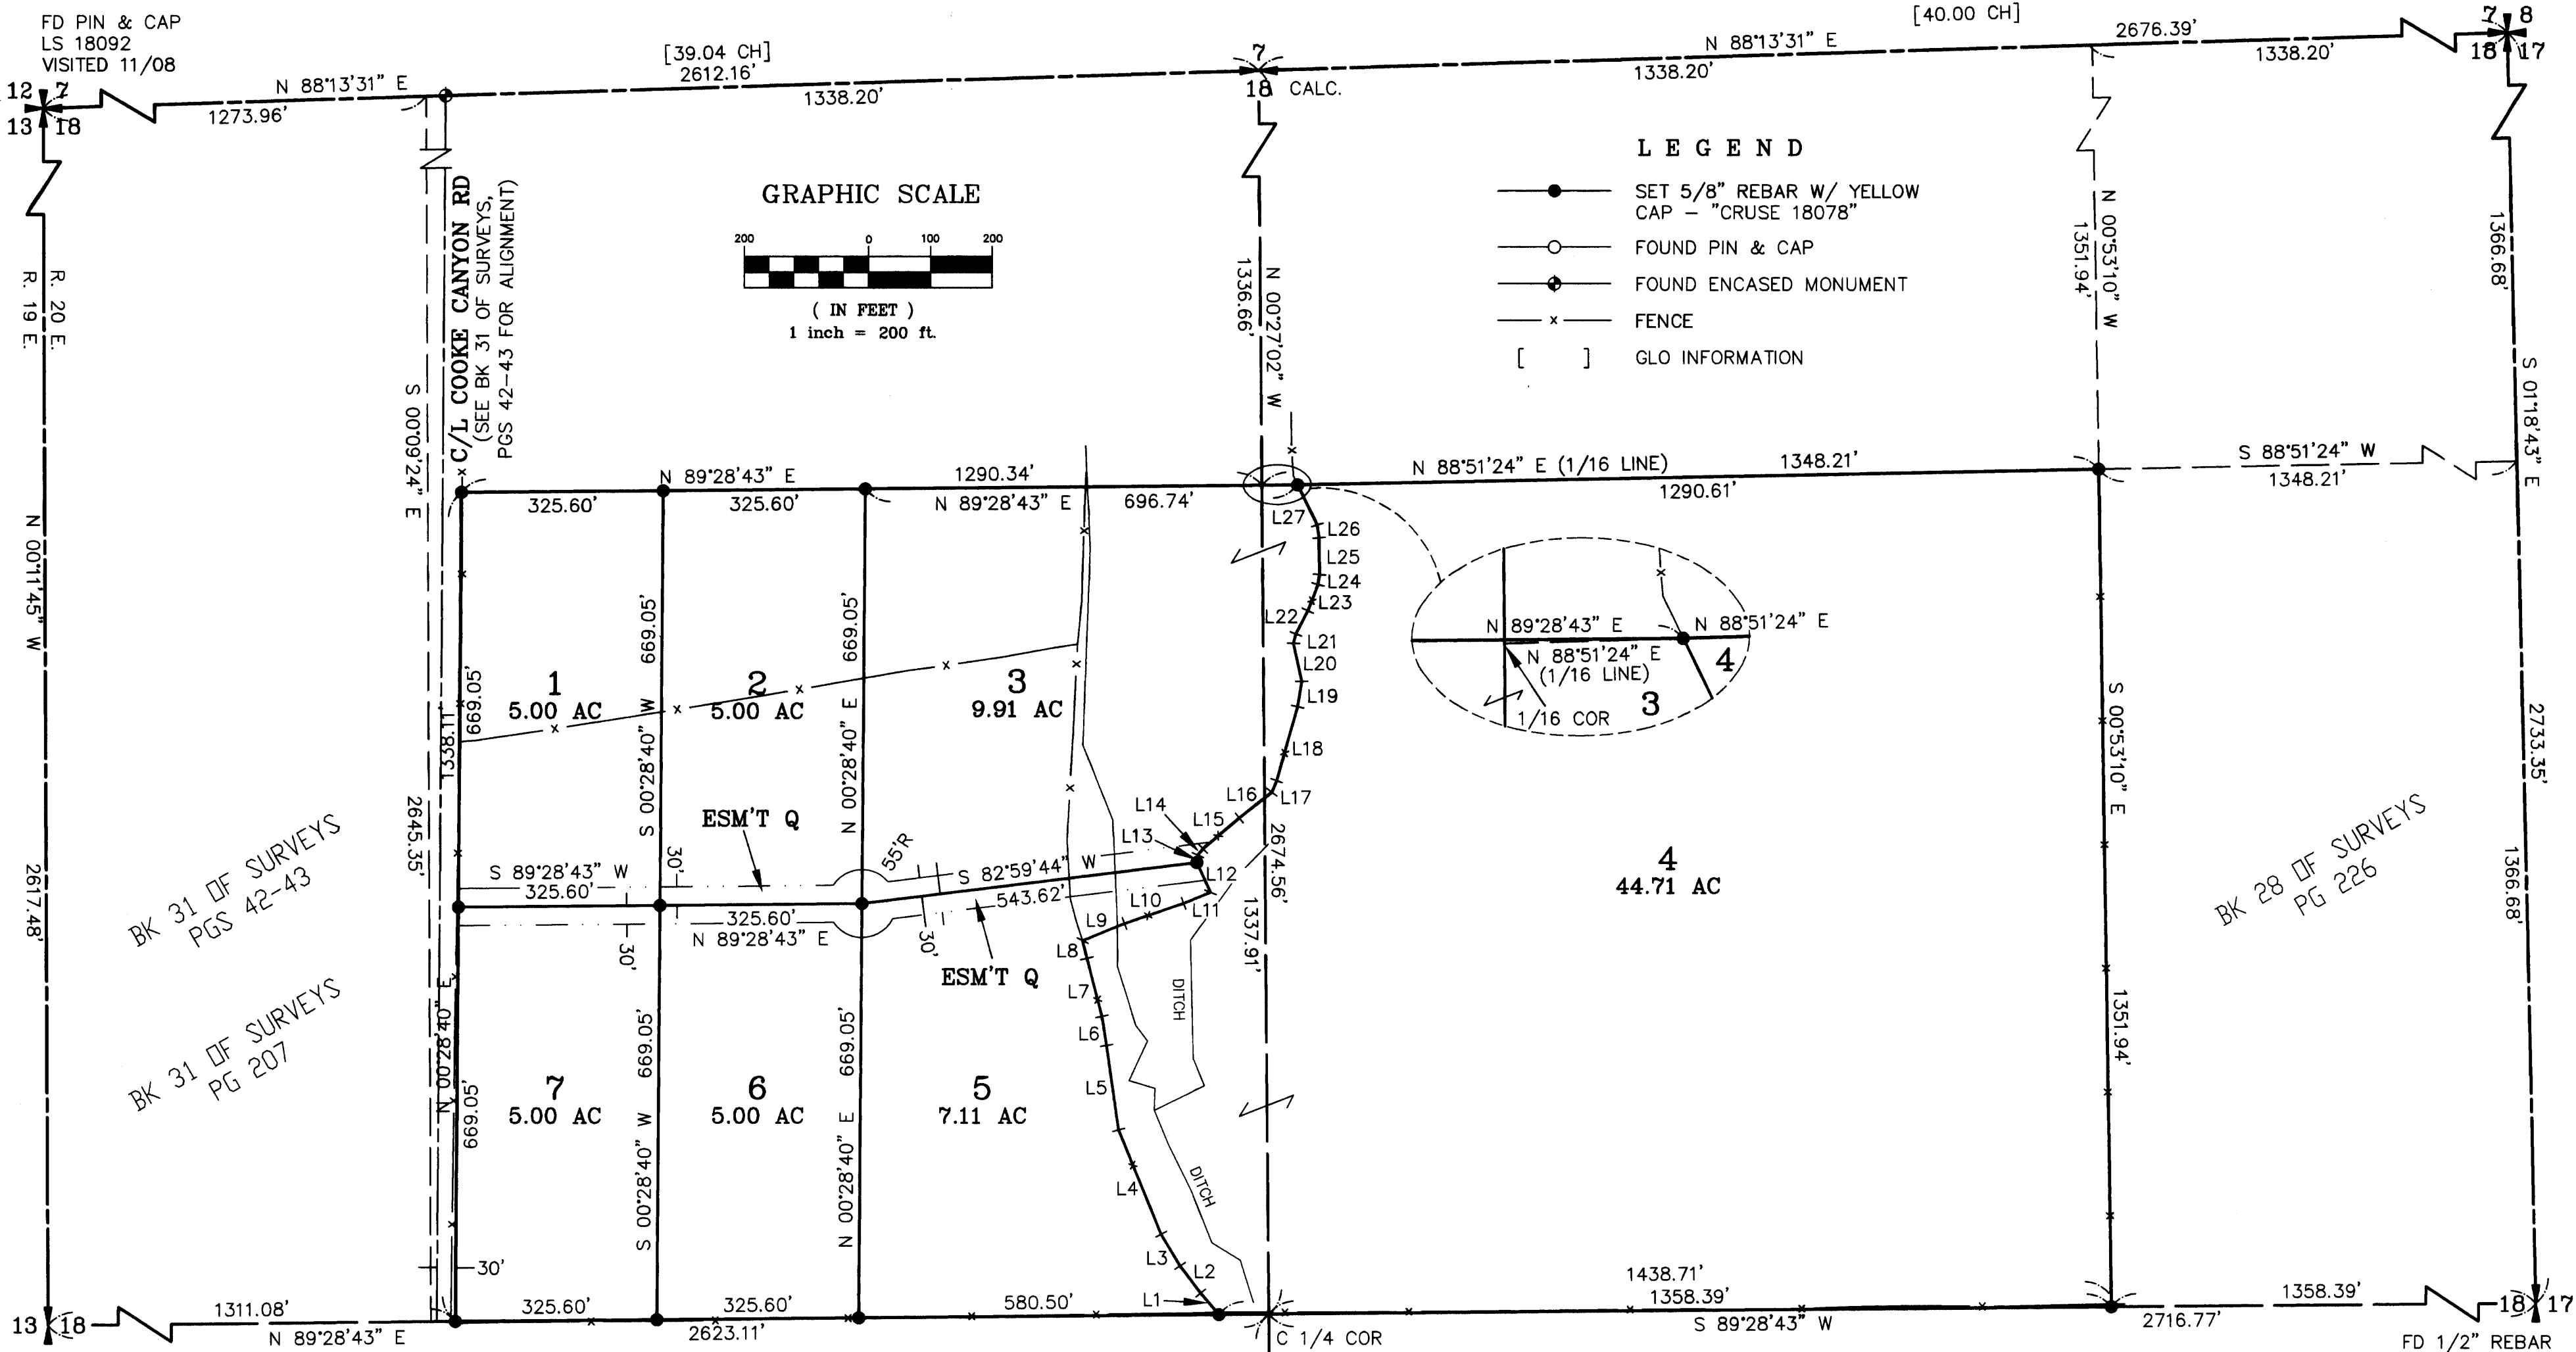 FD PIN & CAP
LS 18092
VISITED 11/08
12 7
13 18
N 88°13'31" E
1273.96'
[39.04 CH]
2612.16'
1338.20'
7
18 CALC.
[40.00 CH]
N 88°13'31" E
1338.20'
2676.39'
1338.20'
7 8
18 17
C/L COOKE CANYON RD
(SEE BK 31 OF SURVEYS,
PGS 42-43 FOR ALIGNMENT)
GRAPHIC SCALE
200 0 100 200
( IN FEET )
1 inch = 200 ft.
LEGEND
SET 5/8" REBAR W/ YELLOW
CAP - "CRUSE 18078"
FOUND PIN & CAP
FOUND ENCASED MONUMENT
FENCE
[ ] GLO INFORMATION
R. 20 E.
R. 19 E.
N 00°11'45" W
2617.48'
S 00°09'24" E
2645.35'
N 00°27'02" W
1336.66'
N 00°53'10" W
1351.94'
1366.68'
S 01°18'43" E
2733.35'
1366.68'
N 89°28'43" E
1290.34'
325.60'
325.60'
N 89°28'43" E
696.74'
N 88°51'24" E (1/16 LINE)
1348.21'
1290.61'
S 88°51'24" W
1348.21'
L27
L26
L25
L24
L23
L22
L21
L20
L19
L18
L17
L16
L15
L14
L13
L12
L11
L10
L9
L8
L7
L6
L5
L4
L3
L2
L1
N 89°28'43" E
N 88°51'24" E
N 88°51'24" E
(1/16 LINE)
4
3
1/16 COR
1
5.00 AC
2
5.00 AC
3
9.91 AC
4
44.71 AC
669.05'
1338.11'
669.05'
S 00°28'40" W
669.05'
N 00°28'40" E
ESM'T Q
30'
55'R
S 89°28'43" W
325.60'
325.60'
N 89°28'43" E
30'
30'
S 82°59'44" W
543.62'
ESM'T Q
2674.56'
1337.91'
DITCH
DITCH
S 00°53'10" E
1351.94'
BK 31 OF SURVEYS
PGS 42-43
BK 31 OF SURVEYS
PG 207
BK 28 OF SURVEYS
PG 226
N 00°28'40" E
669.05'
7
5.00 AC
669.05'
S 00°28'40" W
6
5.00 AC
669.05'
N 00°28'40" E
5
7.11 AC
30'
13 18
1311.08'
N 89°28'43" E
325.60'
325.60'
2623.11'
580.50'
C 1/4 COR
1438.71'
1358.39'
S 89°28'43" W
1358.39'
2716.77'
18 17
FD 1/2" REBAR